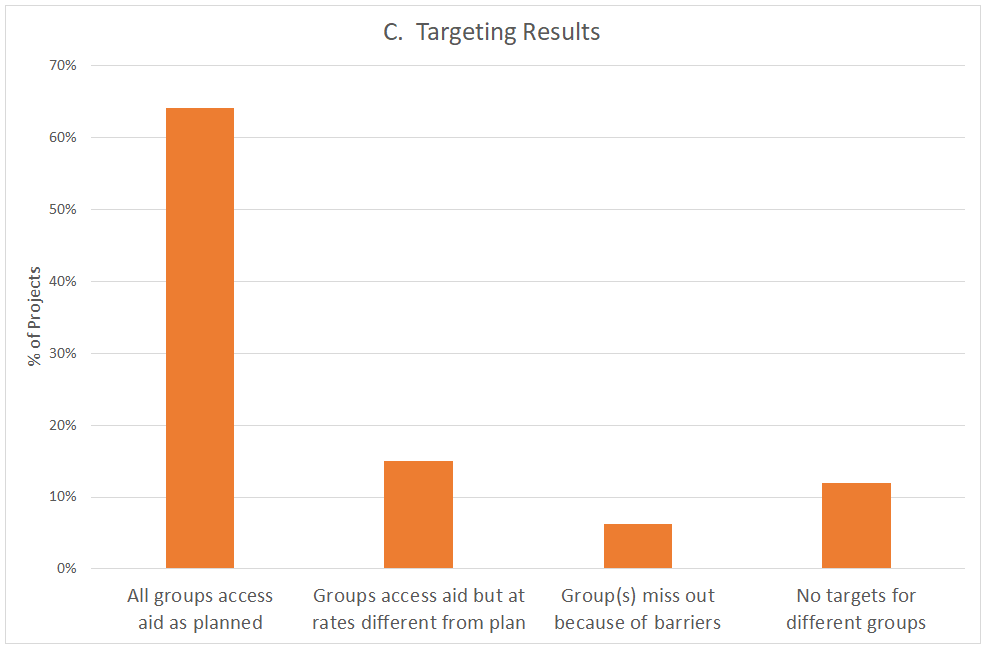 C.  Targeting Results
70%
60%
50%
40%
30%
20%
10%
0%
% of Projects
All groups access
aid as planned
Groups access aid but at
rates different from plan
Group(s) miss out
because of barriers
No targets for
different groups